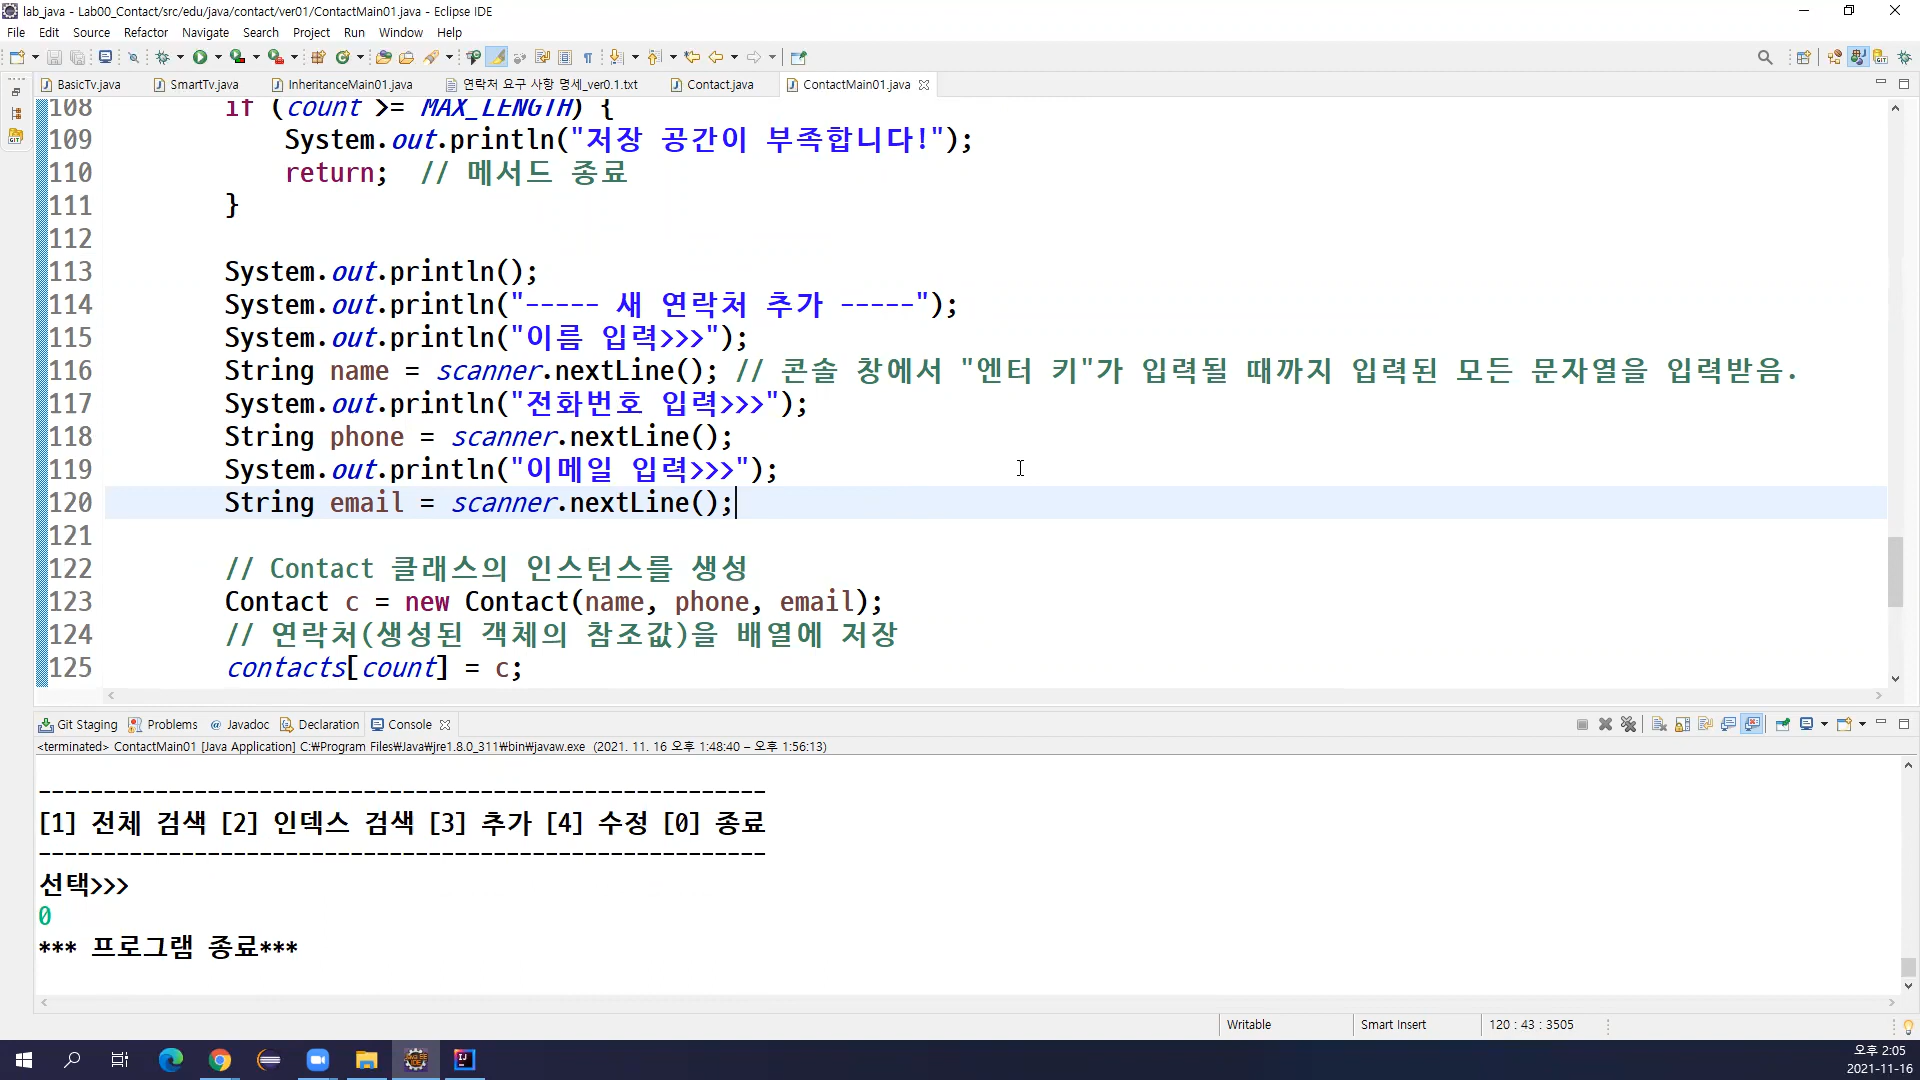 lab_java - Lab00_Contact/src/edu/java/contact/ver01/ContactMain01.java - Eclipse IDE
File Edit Source Refactor Navigate Search Project Run Window Help
BasicTv.java SmartTv.java InheritanceMain01.java 연락처 요구 사항 명세_ver0.1.txt Contact.java ContactMain01.java
108 if (count >= MAX_LENGTH) {
109 System.out.println("저장 공간이 부족합니다!");
110 return; // 메서드 종료
111 }
112
113 System.out.println();
114 System.out.println("----- 새 연락처 추가 -----");
115 System.out.println("이름 입력>>>");
116 String name = scanner.nextLine(); // 콘솔 창에서 "엔터 키"가 입력될 때까지 입력된 모든 문자열을 입력받음.
117 System.out.println("전화번호 입력>>>");
118 String phone = scanner.nextLine();
119 System.out.println("이메일 입력>>>");
120 String email = scanner.nextLine();
121
122 // Contact 클래스의 인스턴스를 생성
123 Contact c = new Contact(name, phone, email);
124 // 연락처(생성된 객체의 참조값)을 배열에 저장
125 contacts[count] = c;
Git Staging Problems @ Javadoc Declaration Console
<terminated> ContactMain01 [Java Application] C:₩Program Files₩Java₩jre1.8.0_311₩bin₩javaw.exe (2021. 11. 16 오후 1:48:40 – 오후 1:56:13)
--------------------------------------------------------
[1] 전체 검색 [2] 인덱스 검색 [3] 추가 [4] 수정 [0] 종료
--------------------------------------------------------
선택>>>
0
*** 프로그램 종료***
Writable Smart Insert 120 : 43 : 3505
오후 2:05
2021-11-16